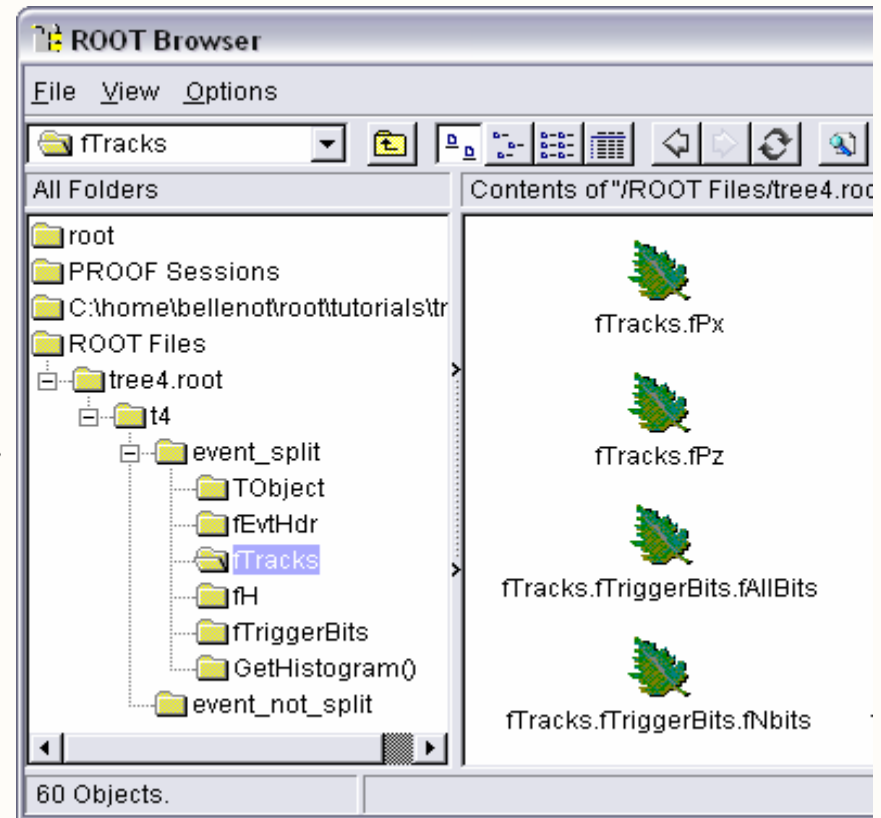 ROOT Browser
File View Options
fTracks
All Folders
Contents of "/ROOT Files/tree4.roo
root
PROOF Sessions
C:\home\bellenot\root\tutorials\tr
ROOT Files
tree4.root
t4
event_split
TObject
fEvtHdr
fTracks
fH
fTriggerBits
GetHistogram()
event_not_split
fTracks.fPx
fTracks.fPz
fTracks.fTriggerBits.fAllBits
fTracks.fTriggerBits.fNbits
60 Objects.